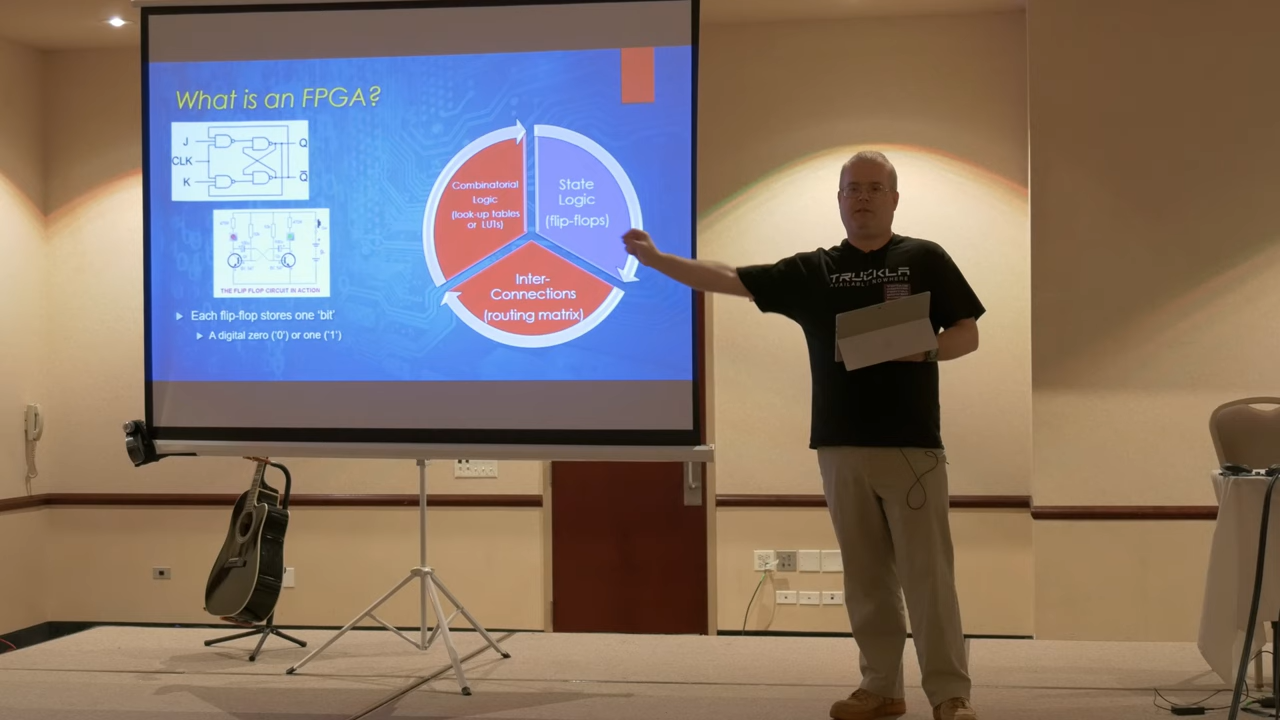 What is an FPGA?
J
Q
CLK
K
Q
THE FLIP FLOP CIRCUIT IN ACTION
Each flip-flop stores one 'bit'
A digital zero ('0') or one ('1')
Combinatorial
Logic
(look-up tables
or LUTs)
State
Logic
(flip-flops)
Inter-
Connections
(routing matrix)
TRUCKLA
AVAILABLE NOWHERE